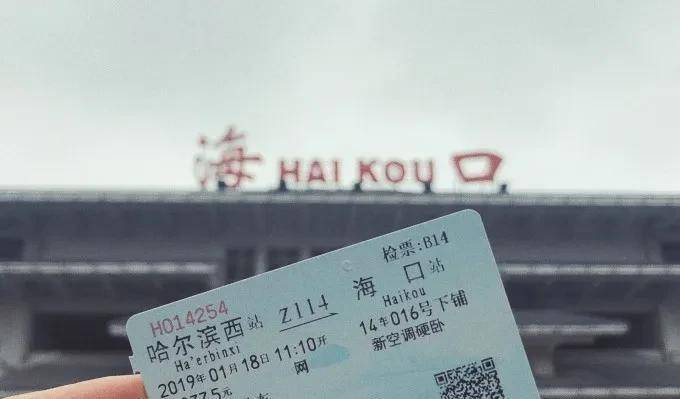 海 HAI KOU 口
H014254 检票:B14
哈尔滨西站 Z114 海口站
Ha'erbinxi Haikou
2019年01月18日11:10开 14车016号下铺
网 新空调硬卧